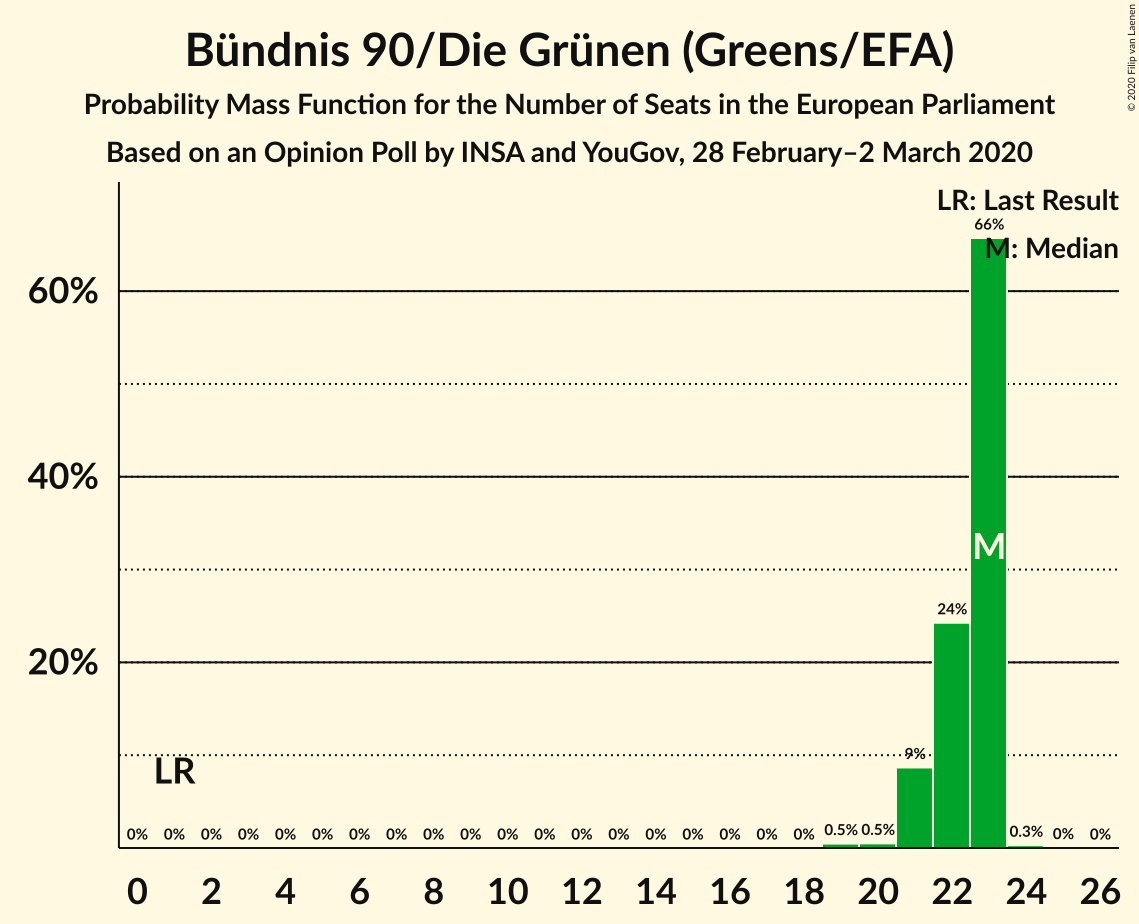 Bündnis 90/Die Grünen (Greens/EFA)
Probability Mass Function for the Number of Seats in the European Parliament
Based on an Opinion Poll by INSA and YouGov, 28 February–2 March 2020
© 2020 Filip van Laenen
LR: Last Result
66%
M: Median
60%
40%
M
24%
20%
9%
LR
0% 0% 0% 0% 0% 0% 0% 0% 0% 0% 0% 0% 0% 0% 0% 0% 0% 0% 0% 0.5% 0.5% 0.3% 0% 0%
0 2 4 6 8 10 12 14 16 18 20 22 24 26